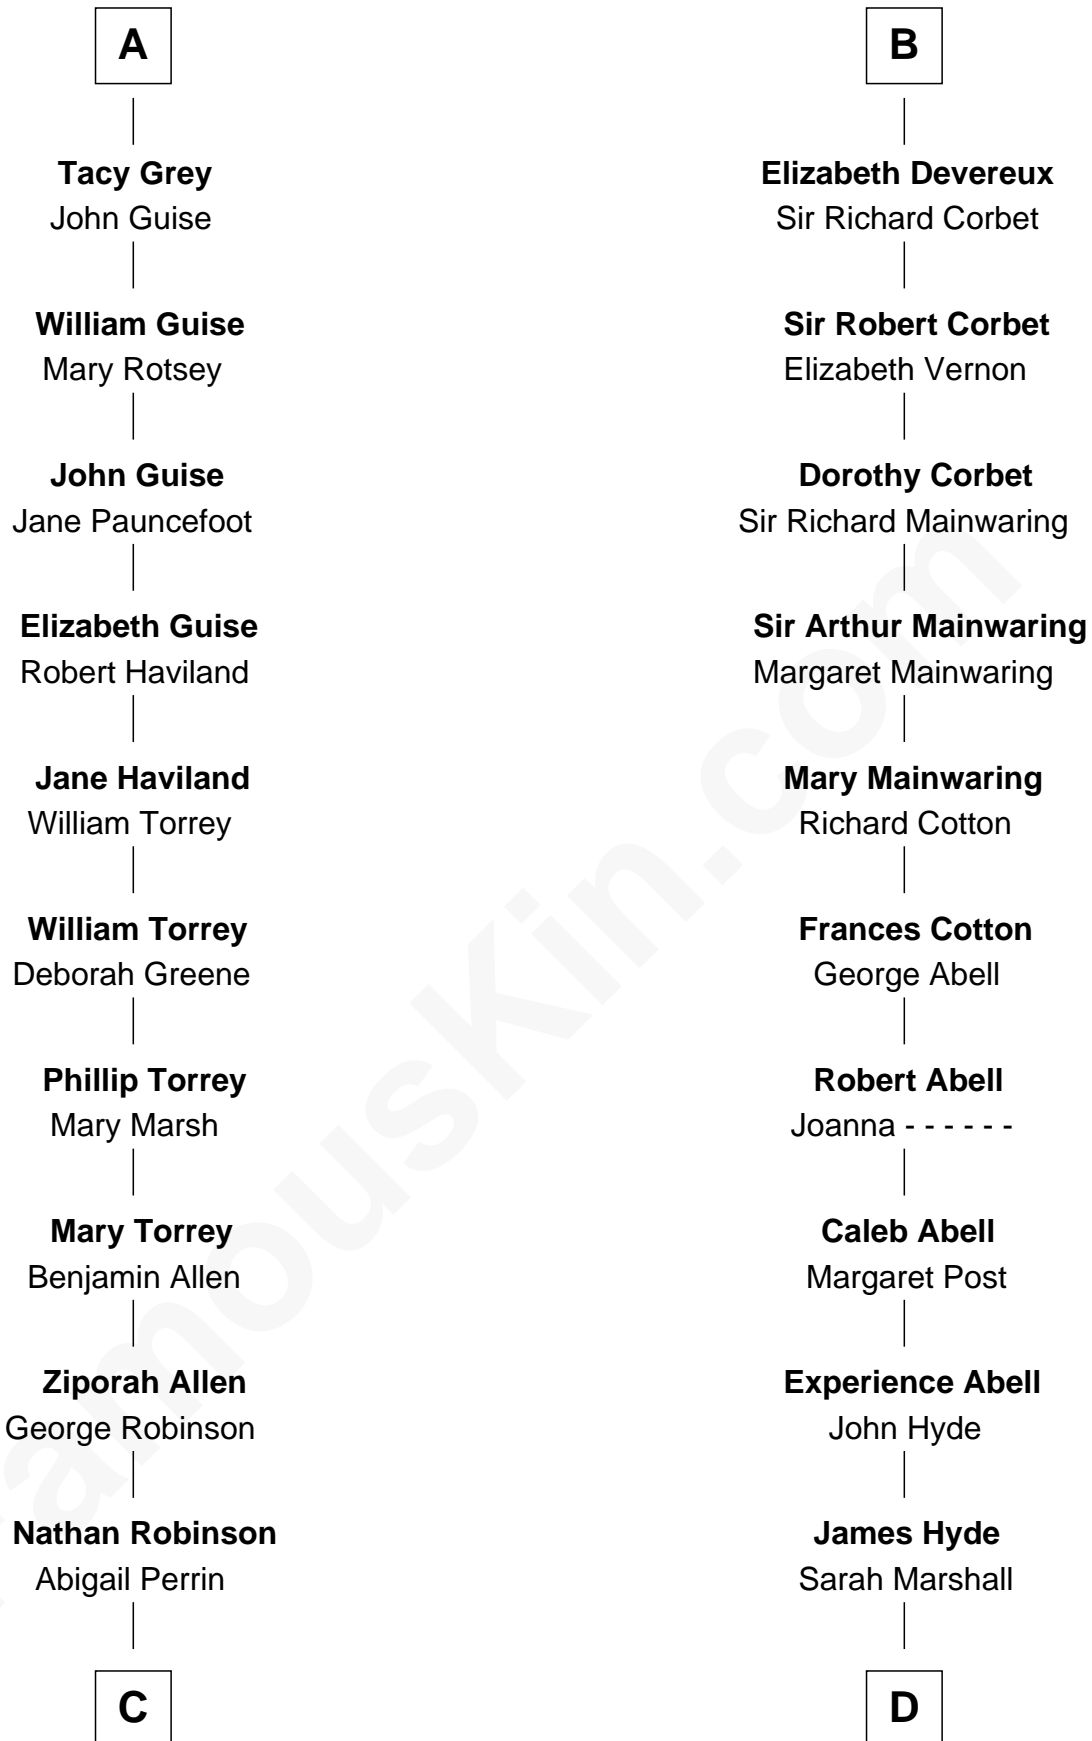 A
Tacy Grey
John Guise
William Guise
Mary Rotsey
John Guise
Jane Pauncefoot
Elizabeth Guise
Robert Haviland
Jane Haviland
William Torrey
William Torrey
Deborah Greene
Phillip Torrey
Mary Marsh
Mary Torrey
Benjamin Allen
Ziporah Allen
George Robinson
Nathan Robinson
Abigail Perrin
C
B
Elizabeth Devereux
Sir Richard Corbet
Sir Robert Corbet
Elizabeth Vernon
Dorothy Corbet
Sir Richard Mainwaring
Sir Arthur Mainwaring
Margaret Mainwaring
Mary Mainwaring
Richard Cotton
Frances Cotton
George Abell
Robert Abell
Joanna - - - - - -
Caleb Abell
Margaret Post
Experience Abell
John Hyde
James Hyde
Sarah Marshall
D
FamousKin.com